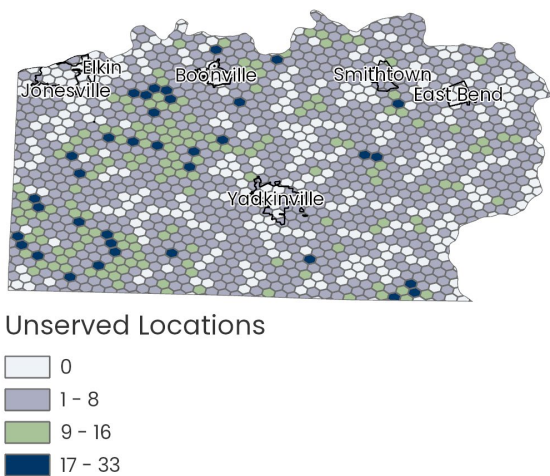 Elkin
Jonesville
Boonville
Smithtown
East Bend
Yadkinville
Unserved Locations
0
1 - 8
9 - 16
17 - 33